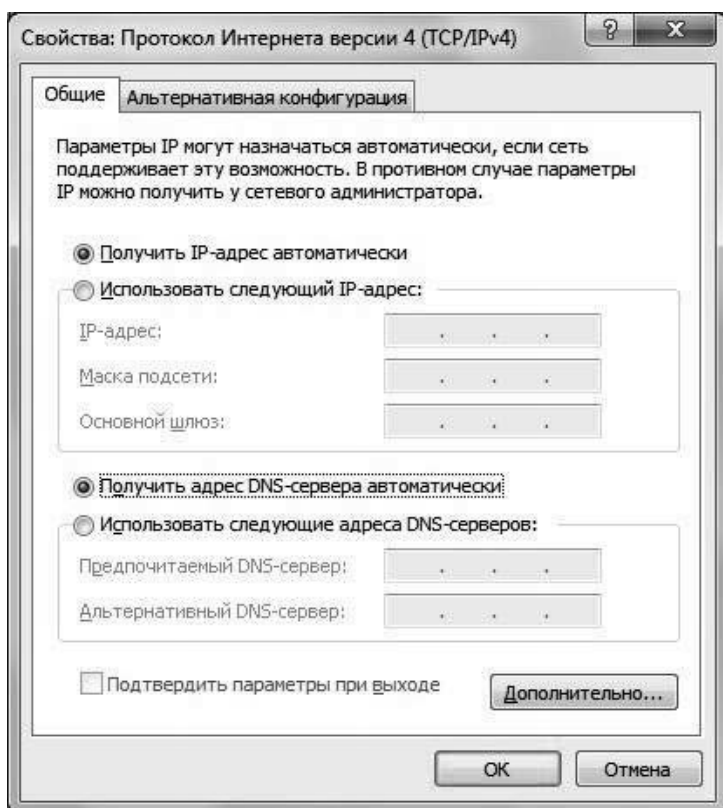 Свойства: Протокол Интернета версии 4 (TCP/IPv4)
? X
Общие
Альтернативная конфигурация
Параметры IP могут назначаться автоматически, если сеть
поддерживает эту возможность. В противном случае параметры
IP можно получить у сетевого администратора.
Получить IP-адрес автоматически
Использовать следующий IP-адрес:
IP-адрес: . . .
Маска подсети: . . .
Основной шлюз: . . .
Получить адрес DNS-сервера автоматически
Использовать следующие адреса DNS-серверов:
Предпочитаемый DNS-сервер: . . .
Альтернативный DNS-сервер: . . .
Подтвердить параметры при выходе
Дополнительно...
ОК
Отмена